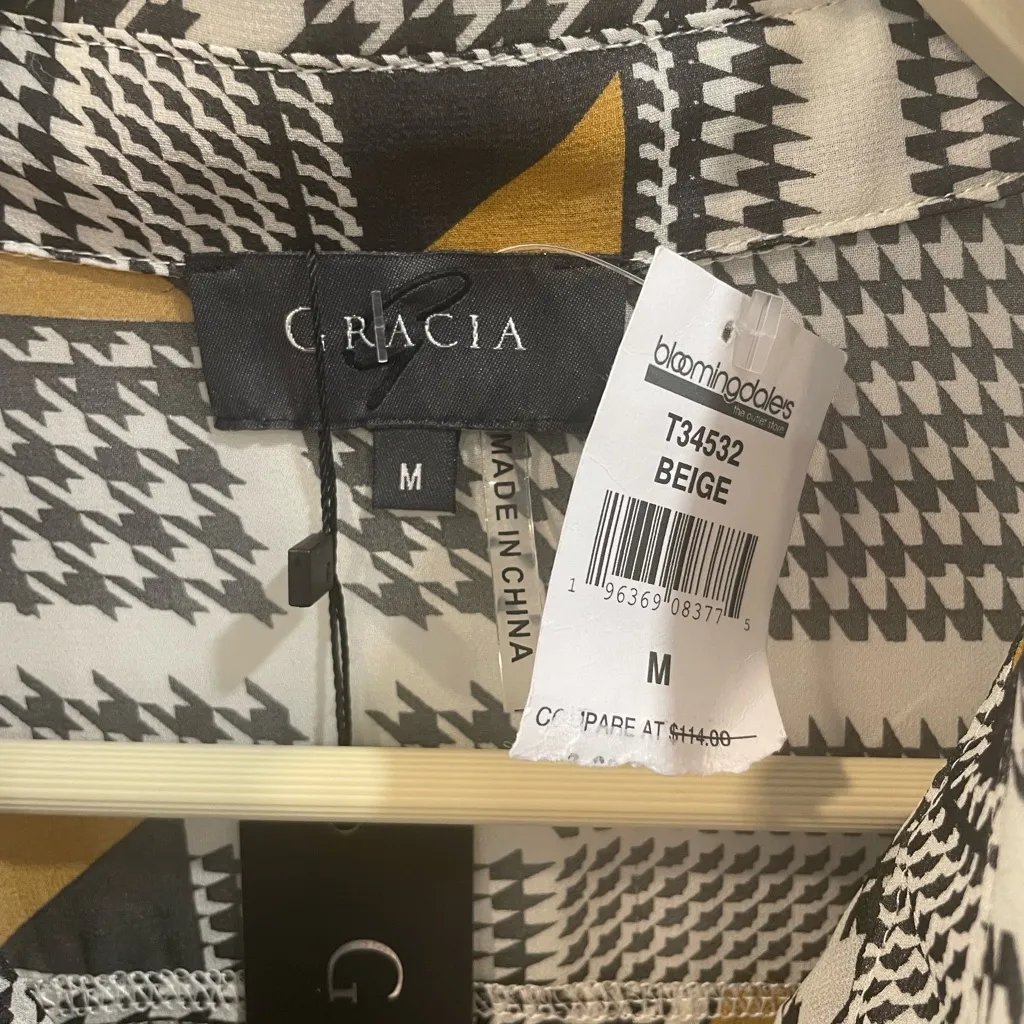 GRACIA
G
M
MADE IN CHINA
bloomingdale's
the outlet store
T34532
BEIGE
1 96369 08377 5
M
COMPARE AT $114.00
G